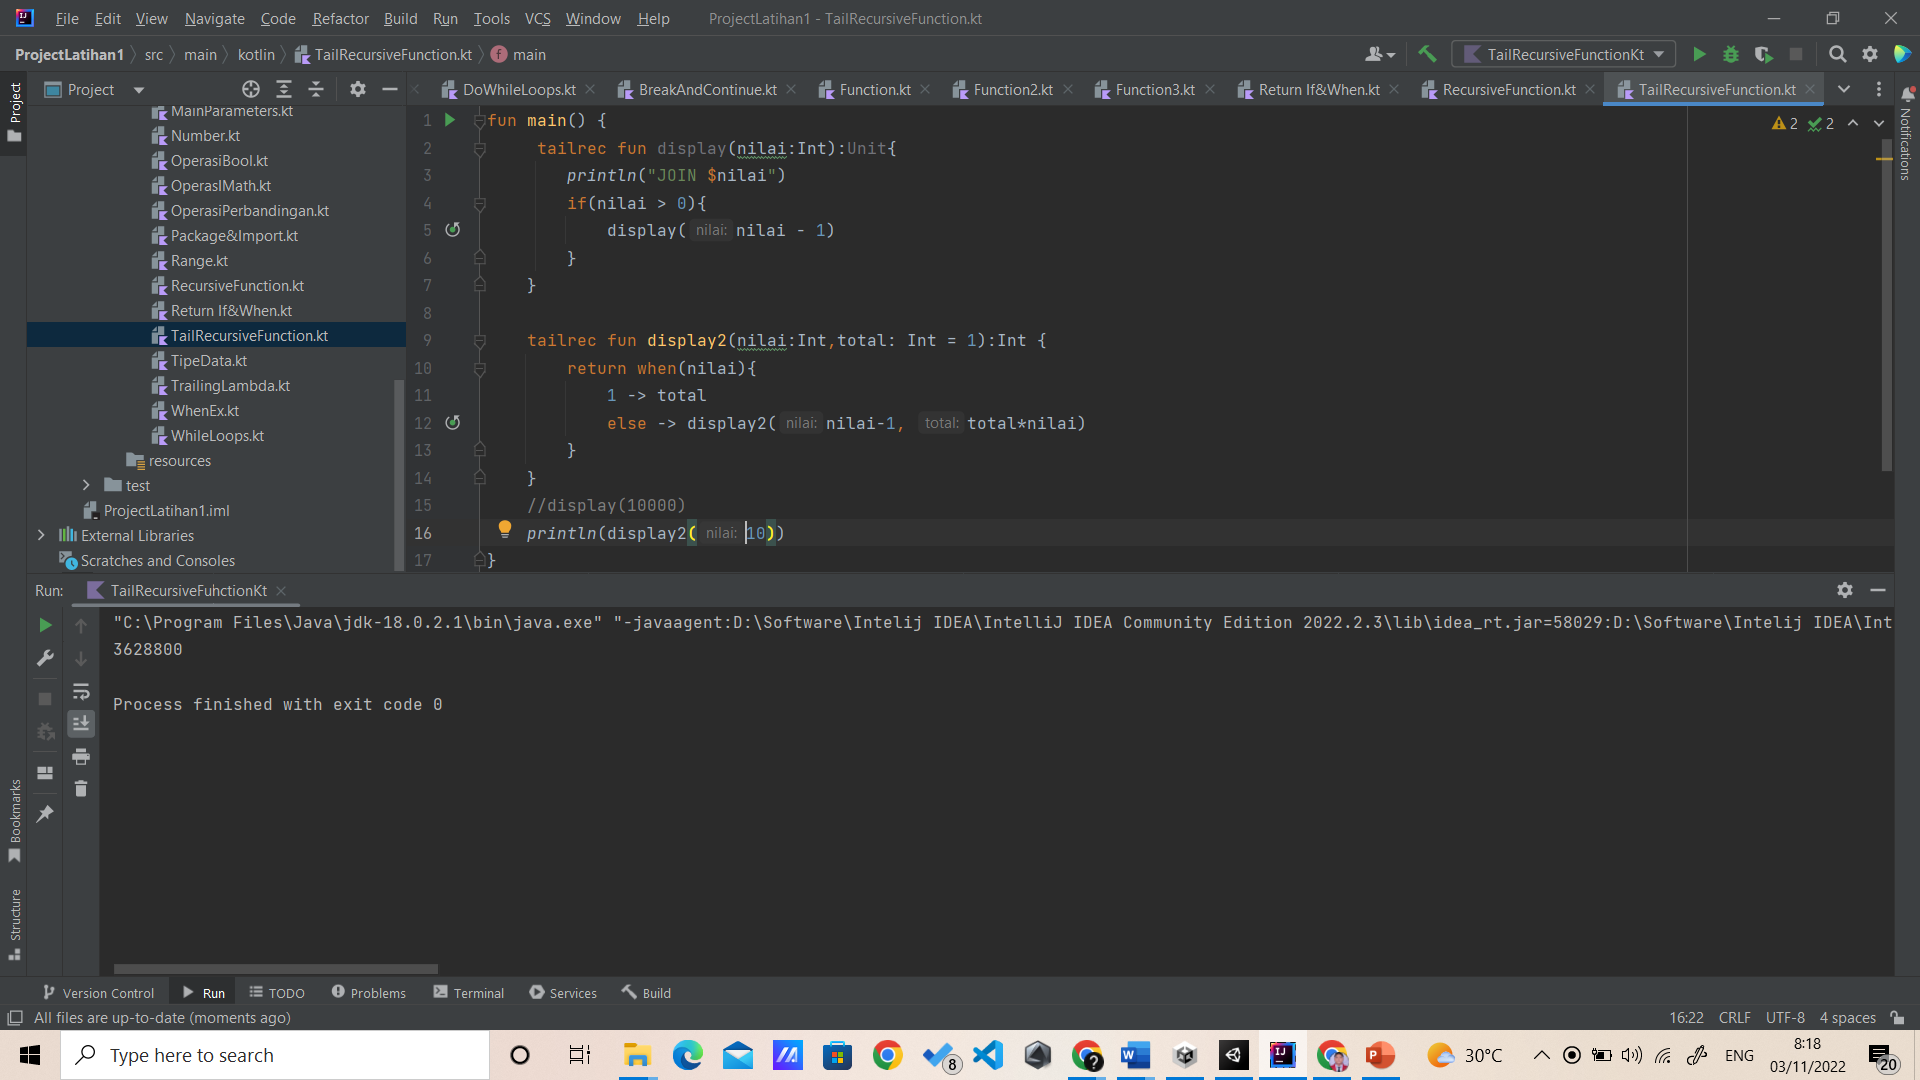 File Edit View Navigate Code Refactor Build Run Tools VCS Window Help ProjectLatihan1 - TailRecursiveFunction.kt
ProjectLatihan1 src main kotlin TailRecursiveFunction.kt main TailRecursiveFunctionKt
Project
Project DoWhileLoops.kt BreakAndContinue.kt Function.kt Function2.kt Function3.kt Return If&When.kt RecursiveFunction.kt TailRecursiveFunction.kt
Notifications
MainParameters.kt
Number.kt
OperasiBool.kt
OperasIMath.kt
OperasiPerbandingan.kt
Package&Import.kt
Range.kt
RecursiveFunction.kt
Return If&When.kt
TailRecursiveFunction.kt
TipeData.kt
TrailingLambda.kt
WhenEx.kt
WhileLoops.kt
resources
test
ProjectLatihan1.iml
External Libraries
Scratches and Consoles
2 2
1 fun main() {
2 tailrec fun display(nilai:Int):Unit{
3 println("JOIN $nilai")
4 if(nilai > 0){
5 display( nilai: nilai - 1)
6 }
7 }
8
9 tailrec fun display2(nilai:Int,total: Int = 1):Int {
10 return when(nilai){
11 1 -> total
12 else -> display2( nilai: nilai-1, total: total*nilai)
13 }
14 }
15 //display(10000)
16 println(display2( nilai: 10))
17 }
Run: TailRecursiveFuhctionKt
"C:\Program Files\Java\jdk-18.0.2.1\bin\java.exe" "-javaagent:D:\Software\Intelij IDEA\IntelliJ IDEA Community Edition 2022.2.3\lib\idea_rt.jar=58029:D:\Software\Intelij IDEA\Int
3628800
Process finished with exit code 0
Bookmarks
Structure
Version Control Run TODO Problems Terminal Services Build
All files are up-to-date (moments ago) 16:22 CRLF UTF-8 4 spaces
Type here to search 8 30°C ENG 8:18
03/11/2022 20